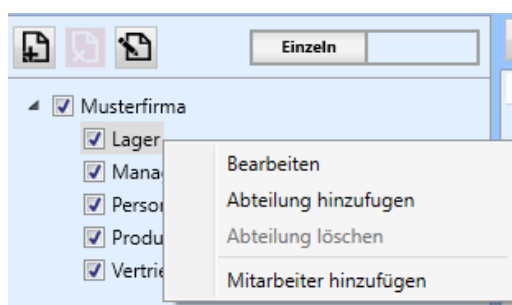 Einzeln
Musterfirma
Lager
Bearbeiten
Abteilung hinzufugen
Abteilung löschen
Mitarbeiter hinzufügen